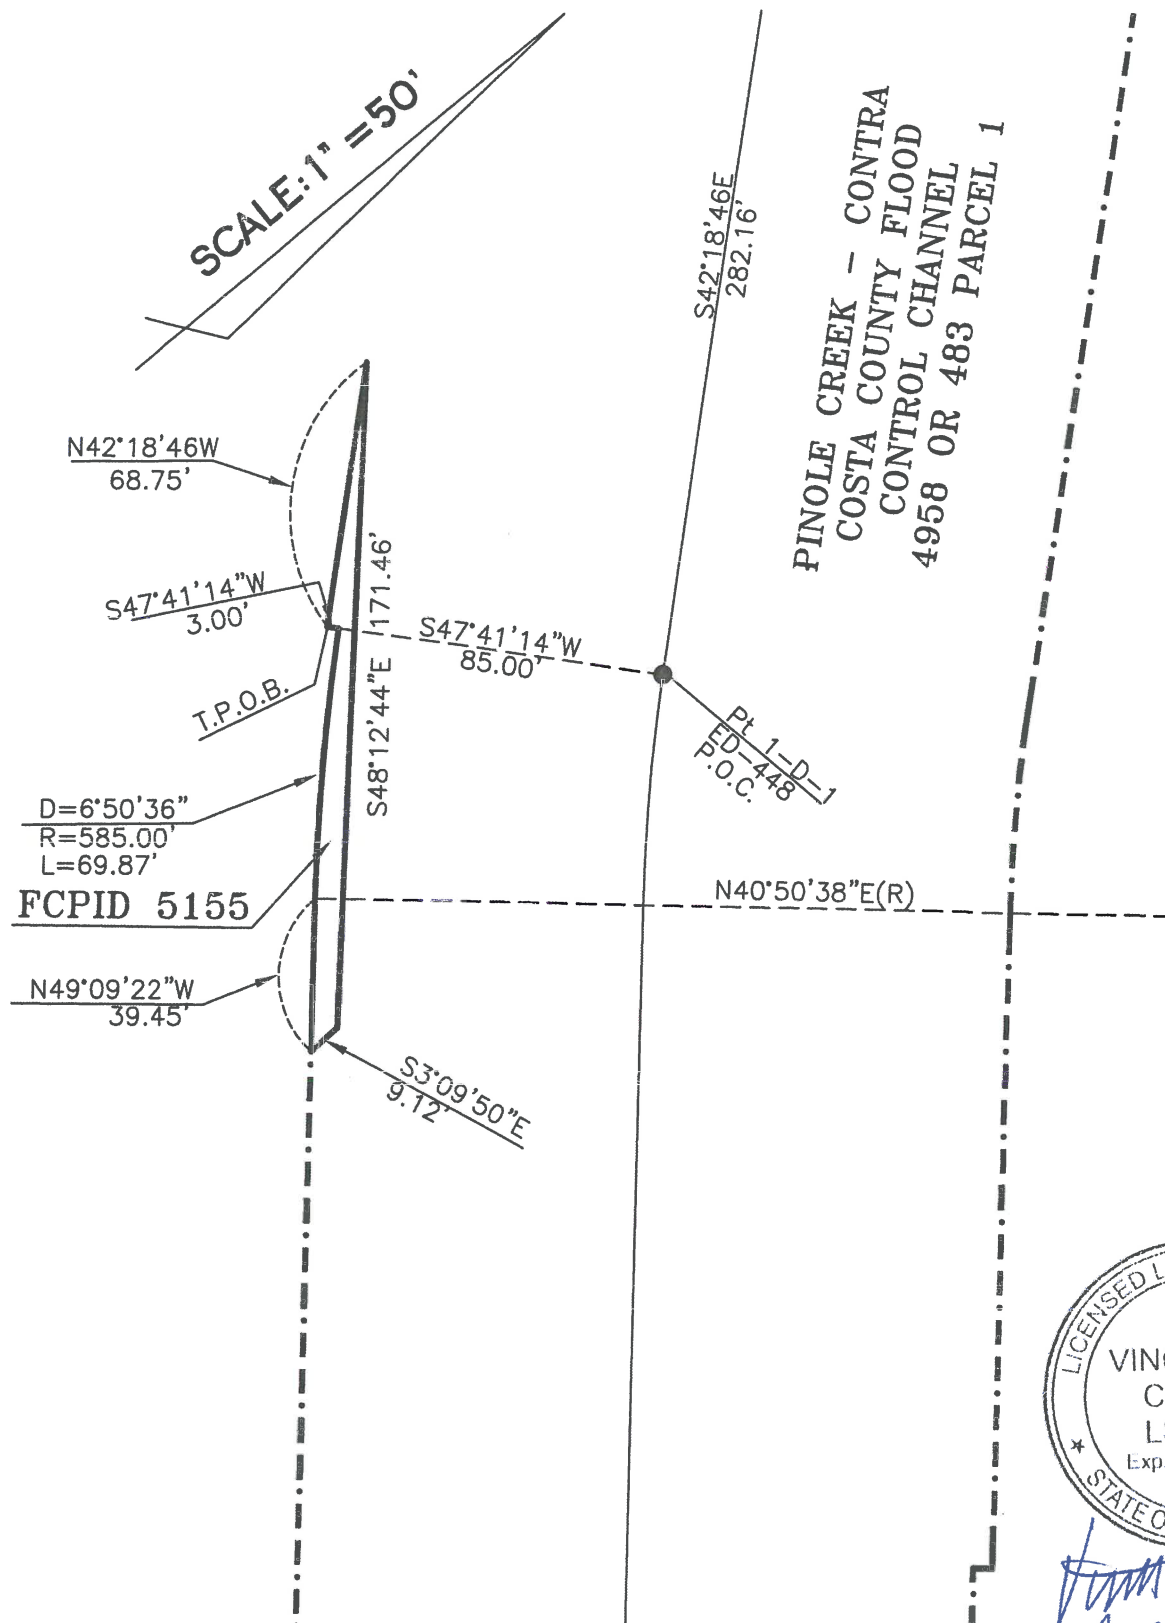 SCALE: 1" = 50'
S42°18'46E
282.16'
PINOLE CREEK - CONTRA
COSTA COUNTY FLOOD
CONTROL CHANNEL
4958 OR 483 PARCEL 1
N42°18'46W
68.75'
S47°41'14"W
3.00'
S48°12'44"E 171.46'
S47°41'14"W
85.00'
T.P.O.B.
Pt 1-D-1
ED-448
P.O.C.
D=6°50'36"
R=585.00'
L=69.87'
FCPID 5155
N40°50'38"E(R)
N49°09'22"W
39.45'
S3°09'50"E
9.12'
LICENSED
STATE
Exp.